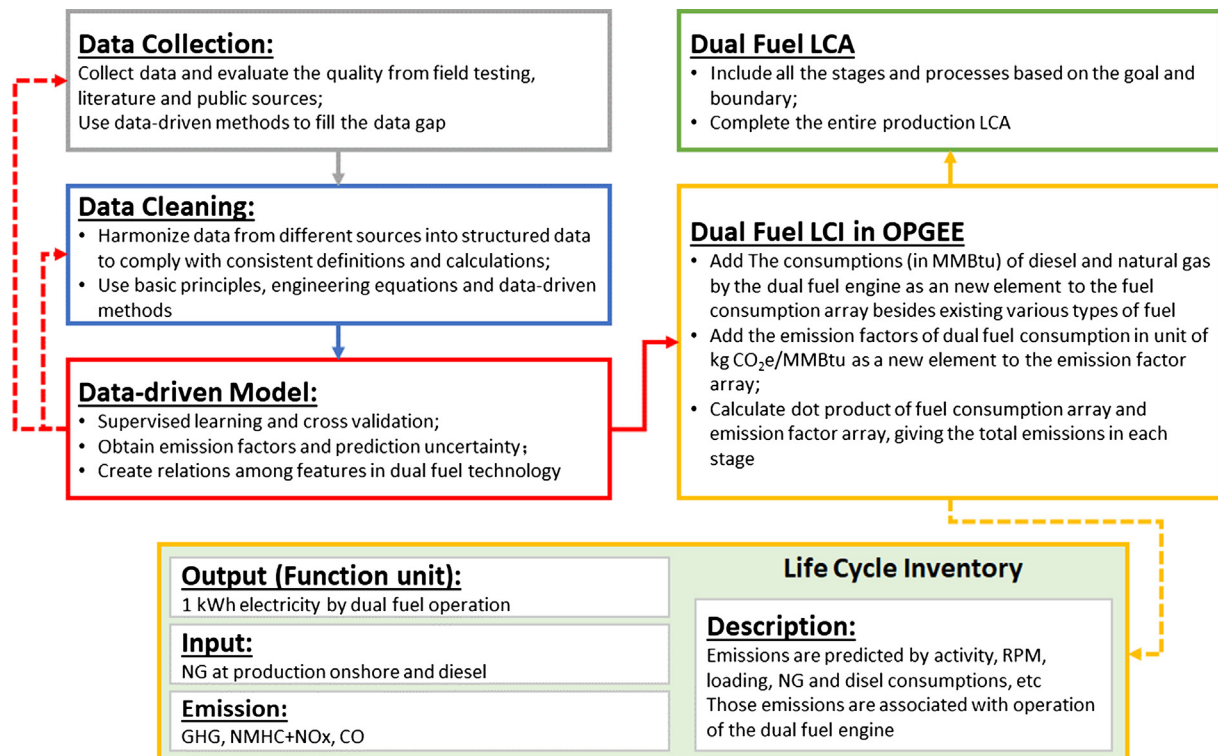 Data Collection:
Collect data and evaluate the quality from field testing,
literature and public sources;
Use data-driven methods to fill the data gap
Data Cleaning:
• Harmonize data from different sources into structured data
to comply with consistent definitions and calculations;
• Use basic principles, engineering equations and data-driven
methods
Data-driven Model:
• Supervised learning and cross validation;
• Obtain emission factors and prediction uncertainty;
• Create relations among features in dual fuel technology
Dual Fuel LCA
• Include all the stages and processes based on the goal and
boundary;
• Complete the entire production LCA
Dual Fuel LCI in OPGEE
• Add The consumptions (in MMBtu) of diesel and natural gas
by the dual fuel engine as an new element to the fuel
consumption array besides existing various types of fuel
• Add the emission factors of dual fuel consumption in unit of
kg CO₂e/MMBtu as a new element to the emission factor
array;
• Calculate dot product of fuel consumption array and
emission factor array, giving the total emissions in each
stage
Life Cycle Inventory
Output (Function unit):
1 kWh electricity by dual fuel operation
Input:
NG at production onshore and diesel
Emission:
GHG, NMHC+NOx, CO
Description:
Emissions are predicted by activity, RPM,
loading, NG and disel consumptions, etc
Those emissions are associated with operation
of the dual fuel engine